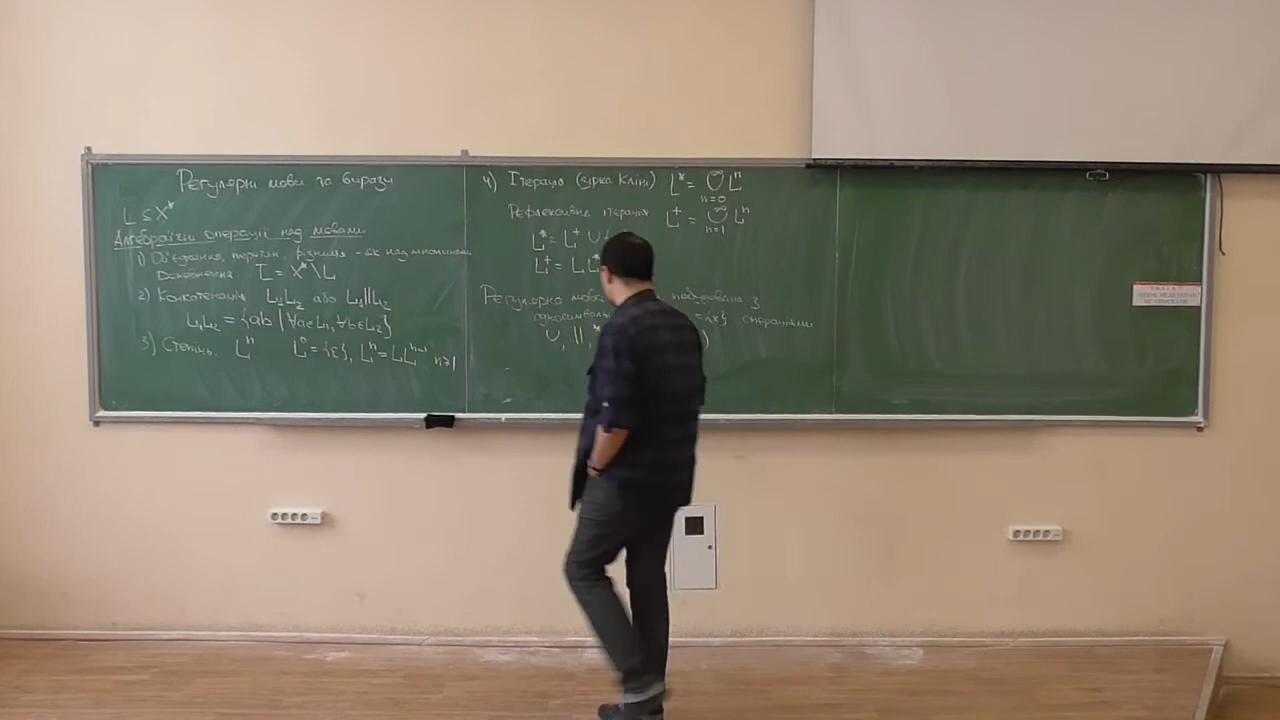 Регулярні мови та вирази
L ⊆ X*
Алгебраїчні операції над мовами
1) Об'єднання, перетин, різниця - як над множинами
Доповнення L̅ = X* \ L
2) Конкатенація L₁L₂ або L₁||L₂
L₁L₂ = {ab | ∀a∈L₁, ∀b∈L₂}
3) Степінь Lⁿ L⁰ = {ε}, Lⁿ = LLⁿ⁻¹ n≥1
4) Ітерація (зірка Кліні) L* = ∪ Lⁿ
∞
n=0
Рефлексивна ітерація L⁺ = ∪ Lⁿ
∞
n=1
L* = L⁺ ∪
L⁺ = L L*
Регулярна мова побудована з
={x} операціями
∪, ||, *